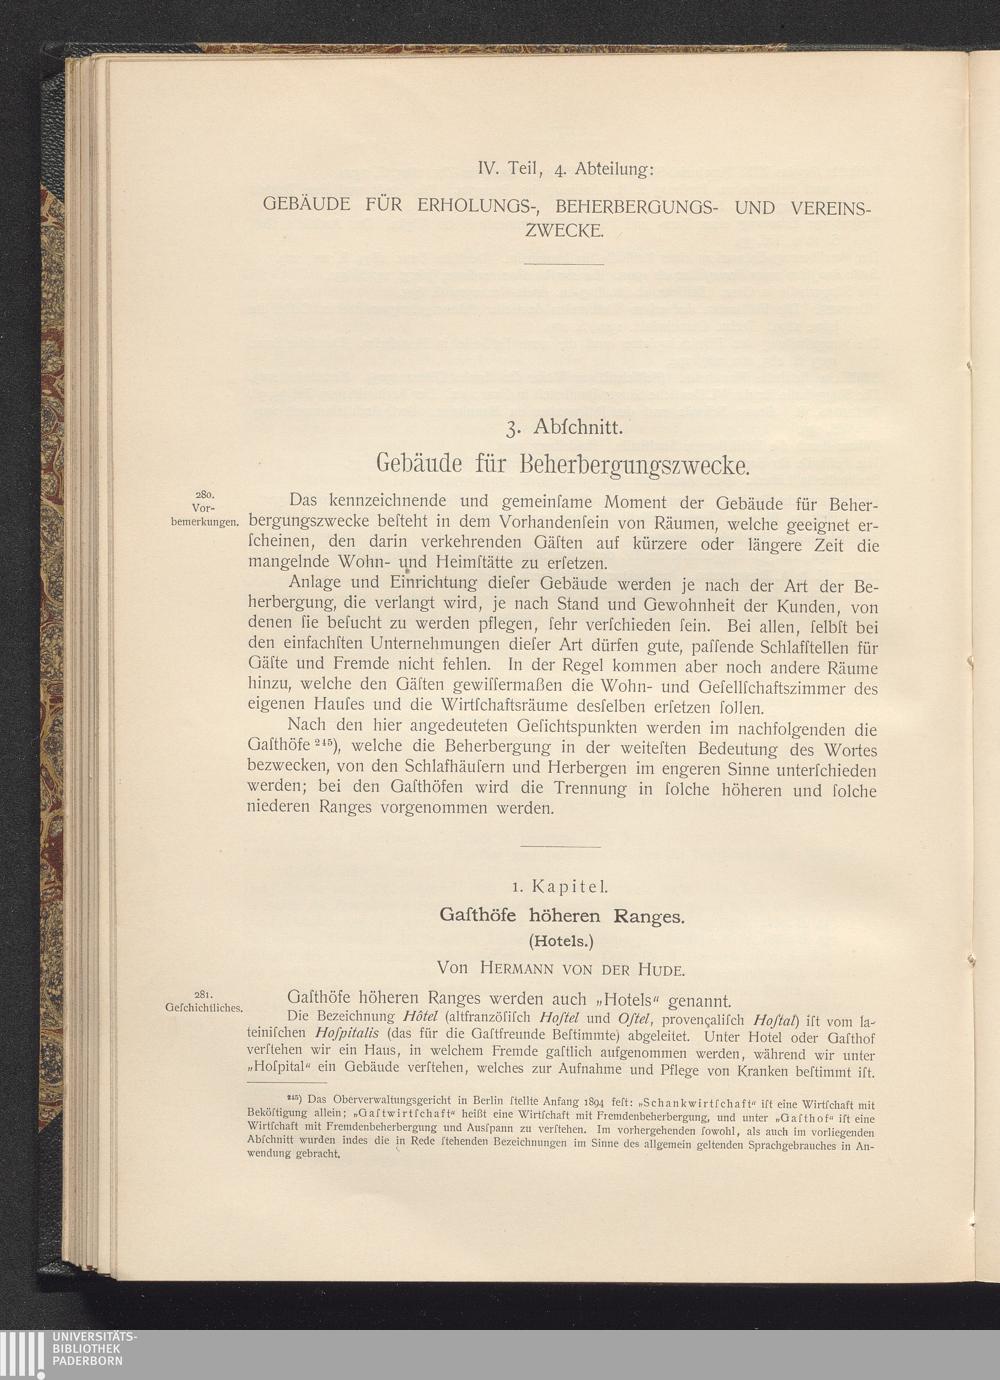 IV. Teil, 4. Abteilung:
GEBÄUDE FÜR ERHOLUNGS-, BEHERBERGUNGS- UND VEREINS-
ZWECKE.
3. Abſchnitt.
Gebäude für Beherbergungszwecke.
280.
Vor-
bemerkungen.
Das kennzeichnende und gemeinſame Moment der Gebäude für Beher-
bergungszwecke beſteht in dem Vorhandenſein von Räumen, welche geeignet er-
ſcheinen, den darin verkehrenden Gäſten auf kürzere oder längere Zeit die
mangelnde Wohn- und Heimſtätte zu erſetzen.
Anlage und Einrichtung dieſer Gebäude werden je nach der Art der Be-
herbergung, die verlangt wird, je nach Stand und Gewohnheit der Kunden, von
denen ſie beſucht zu werden pflegen, ſehr verſchieden ſein. Bei allen, ſelbſt bei
den einfachſten Unternehmungen dieſer Art dürfen gute, paſſende Schlafſtellen für
Gäſte und Fremde nicht fehlen. In der Regel kommen aber noch andere Räume
hinzu, welche den Gäſten gewiſſermaßen die Wohn- und Geſellſchaftszimmer des
eigenen Hauſes und die Wirtſchaftsräume desſelben erſetzen ſollen.
Nach den hier angedeuteten Geſichtspunkten werden im nachfolgenden die
Gaſthöfe ²⁴⁵), welche die Beherbergung in der weiteſten Bedeutung des Wortes
bezwecken, von den Schlafhäuſern und Herbergen im engeren Sinne unterſchieden
werden; bei den Gaſthöfen wird die Trennung in ſolche höheren und ſolche
niederen Ranges vorgenommen werden.
1. Kapitel.
Gaſthöfe höheren Ranges.
(Hotels.)
Von HERMANN VON DER HUDE.
281.
Geſchichtliches.
Gaſthöfe höheren Ranges werden auch „Hotels" genannt.
Die Bezeichnung Hôtel (altfranzöſiſch Hoſtel und Oſtel, provençaliſch Hoſtal) iſt vom la-
teiniſchen Hoſpitalis (das für die Gaſtfreunde Beſtimmte) abgeleitet. Unter Hotel oder Gaſthof
verſtehen wir ein Haus, in welchem Fremde gaſtlich aufgenommen werden, während wir unter
„Hoſpital" ein Gebäude verſtehen, welches zur Aufnahme und Pflege von Kranken beſtimmt iſt.
²⁴⁵) Das Oberverwaltungsgericht in Berlin ſtellte Anfang 1894 feſt: „Schankwirtſchaft" iſt eine Wirtſchaft mit
Beköſtigung allein; „Gaſtwirtſchaft" heißt eine Wirtſchaft mit Fremdenbeherbergung, und unter „Gaſthof" iſt eine
Wirtſchaft mit Fremdenbeherbergung und Ausſpann zu verſtehen. Im vorhergehenden ſowohl, als auch im vorliegenden
Abſchnitt wurden indes die in Rede ſtehenden Bezeichnungen im Sinne des allgemein geltenden Sprachgebrauches in An-
wendung gebracht.
UNIVERSITÄTS-
BIBLIOTHEK
PADERBORN